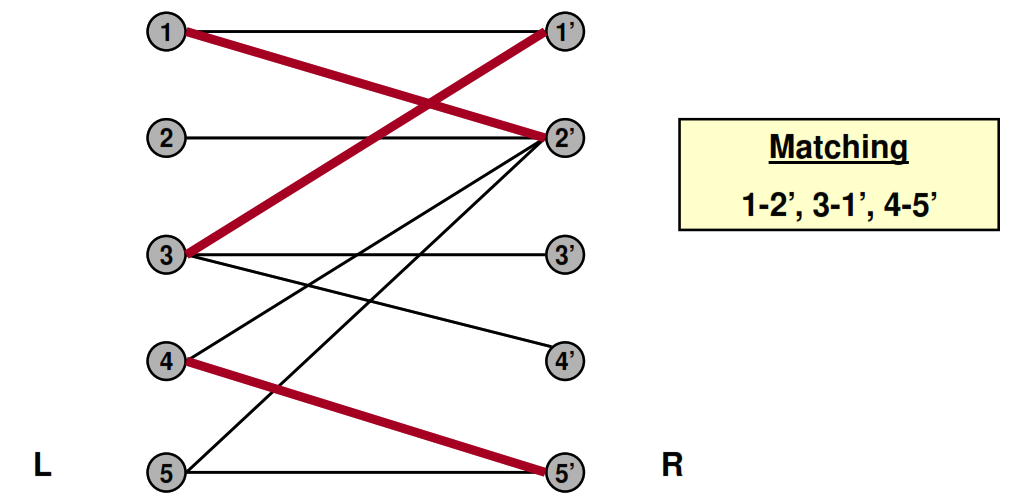 1
1’
2
2’
Matching
1-2’, 3-1’, 4-5’
3
3’
4
4’
L
5
5’
R